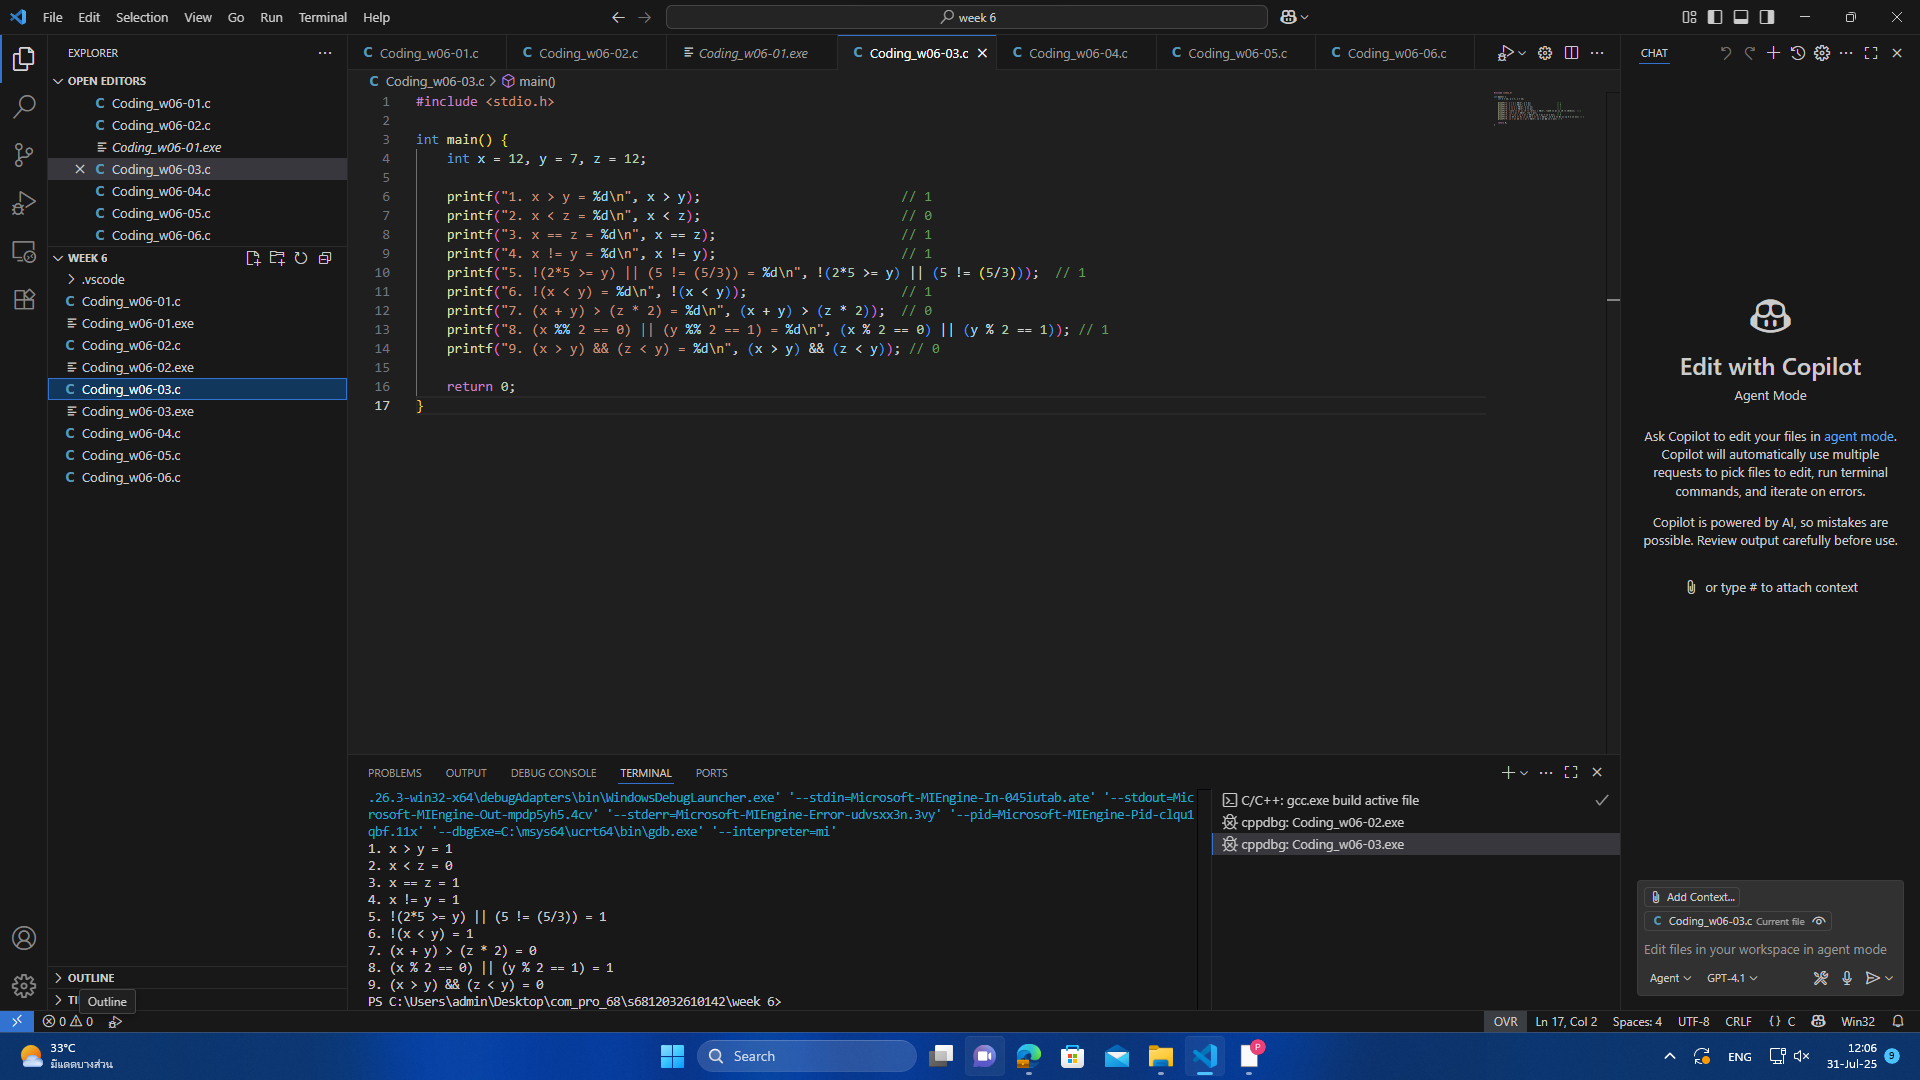 File Edit Selection View Go Run Terminal Help
week 6
EXPLORER
OPEN EDITORS
Coding_w06-01.c
Coding_w06-02.c
Coding_w06-01.exe
Coding_w06-03.c
Coding_w06-04.c
Coding_w06-05.c
Coding_w06-06.c
WEEK 6
.vscode
Coding_w06-01.c
Coding_w06-01.exe
Coding_w06-02.c
Coding_w06-02.exe
Coding_w06-03.c
Coding_w06-03.exe
Coding_w06-04.c
Coding_w06-05.c
Coding_w06-06.c
OUTLINE
TI
Outline
Coding_w06-01.c Coding_w06-02.c Coding_w06-01.exe Coding_w06-03.c Coding_w06-04.c Coding_w06-05.c Coding_w06-06.c
Coding_w06-03.c > main()
1 #include <stdio.h>
2
3 int main() {
4 int x = 12, y = 7, z = 12;
5
6 printf("1. x > y = %d\n", x > y); // 1
7 printf("2. x < z = %d\n", x < z); // 0
8 printf("3. x == z = %d\n", x == z); // 1
9 printf("4. x != y = %d\n", x != y); // 1
10 printf("5. !(2*5 >= y) || (5 != (5/3)) = %d\n", !(2*5 >= y) || (5 != (5/3))); // 1
11 printf("6. !(x < y) = %d\n", !(x < y)); // 1
12 printf("7. (x + y) > (z * 2) = %d\n", (x + y) > (z * 2)); // 0
13 printf("8. (x %% 2 == 0) || (y %% 2 == 1) = %d\n", (x % 2 == 0) || (y % 2 == 1)); // 1
14 printf("9. (x > y) && (z < y) = %d\n", (x > y) && (z < y)); // 0
15
16 return 0;
17 }
PROBLEMS OUTPUT DEBUG CONSOLE TERMINAL PORTS
.26.3-win32-x64\debugAdapters\bin\WindowsDebugLauncher.exe' '--stdin=Microsoft-MIEngine-In-045iutab.ate' '--stdout=Mic
rosoft-MIEngine-Out-mpdp5yh5.4cv' '--stderr=Microsoft-MIEngine-Error-udvsxx3n.3vy' '--pid=Microsoft-MIEngine-Pid-clqu1
qbf.11x' '--dbgExe=C:\msys64\ucrt64\bin\gdb.exe' '--interpreter=mi'
1. x > y = 1
2. x < z = 0
3. x == z = 1
4. x != y = 1
5. !(2*5 >= y) || (5 != (5/3)) = 1
6. !(x < y) = 1
7. (x + y) > (z * 2) = 0
8. (x % 2 == 0) || (y % 2 == 1) = 1
9. (x > y) && (z < y) = 0
PS C:\Users\admin\Desktop\com_pro_68\s6812032610142\week 6>
C/C++: gcc.exe build active file
cppdbg: Coding_w06-02.exe
cppdbg: Coding_w06-03.exe
CHAT
Edit with Copilot
Agent Mode
Ask Copilot to edit your files in agent mode.
Copilot will automatically use multiple
requests to pick files to edit, run terminal
commands, and iterate on errors.
Copilot is powered by AI, so mistakes are
possible. Review output carefully before use.
or type # to attach context
Add Context...
Coding_w06-03.c Current file
Edit files in your workspace in agent mode
Agent GPT-4.1
0 0
OVR Ln 17, Col 2 Spaces: 4 UTF-8 CRLF {} C Win32
33°C
มีแดดบางส่วน
Search
P
ENG
12:06
31-Jul-25
9